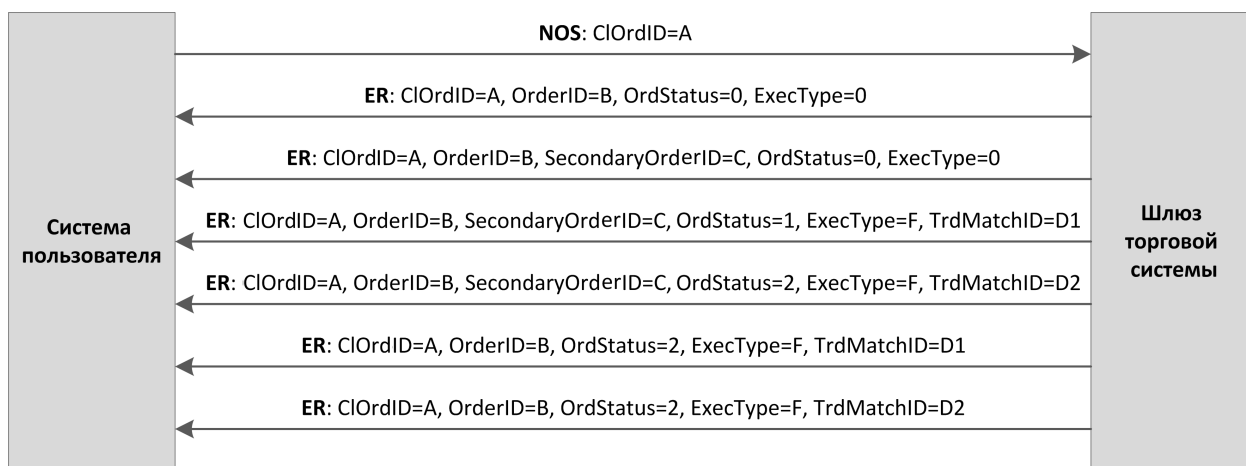 NOS: ClOrdID=A
ER: ClOrdID=A, OrderID=B, OrdStatus=0, ExecType=0
ER: ClOrdID=A, OrderID=B, SecondaryOrderID=C, OrdStatus=0, ExecType=0
ER: ClOrdID=A, OrderID=B, SecondaryOrderID=C, OrdStatus=1, ExecType=F, TrdMatchID=D1
ER: ClOrdID=A, OrderID=B, SecondaryOrderID=C, OrdStatus=2, ExecType=F, TrdMatchID=D2
ER: ClOrdID=A, OrderID=B, OrdStatus=2, ExecType=F, TrdMatchID=D1
ER: ClOrdID=A, OrderID=B, OrdStatus=2, ExecType=F, TrdMatchID=D2
Система
пользователя
Шлюз
торговой
системы